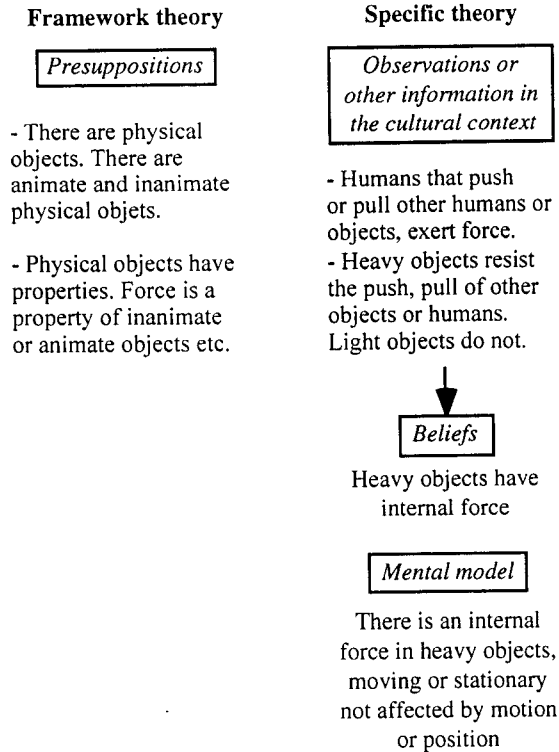 Framework theory
Presuppositions
- There are physical
objects. There are
animate and inanimate
physical objets.
- Physical objects have
properties. Force is a
property of inanimate
or animate objects etc.
Specific theory
Observations or
other information in
the cultural context
- Humans that push
or pull other humans or
objects, exert force.
- Heavy objects resist
the push, pull of other
objects or humans.
Light objects do not.
Beliefs
Heavy objects have
internal force
Mental model
There is an internal
force in heavy objects,
moving or stationary
not affected by motion
or position